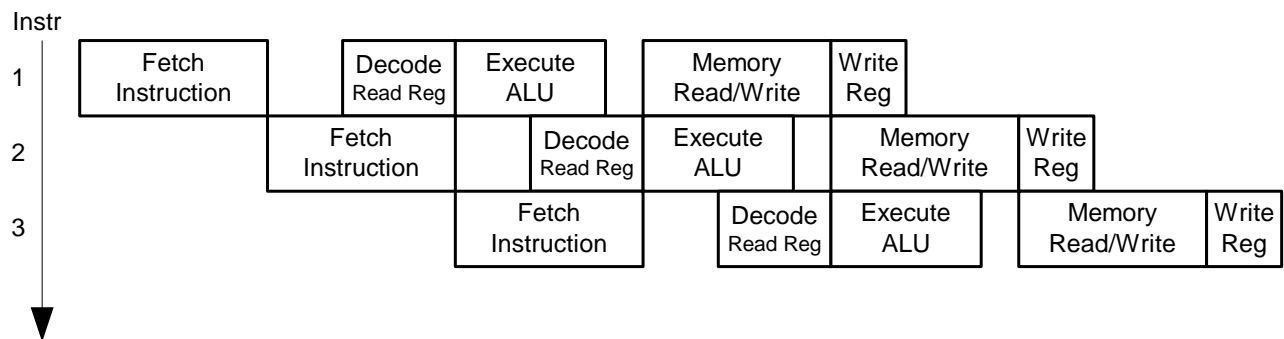 Instr
1
Fetch
Instruction
Decode
Read Reg
Execute
ALU
Memory
Read/Write
Write
Reg
2
Fetch
Instruction
Decode
Read Reg
Execute
ALU
Memory
Read/Write
Write
Reg
3
Fetch
Instruction
Decode
Read Reg
Execute
ALU
Memory
Read/Write
Write
Reg